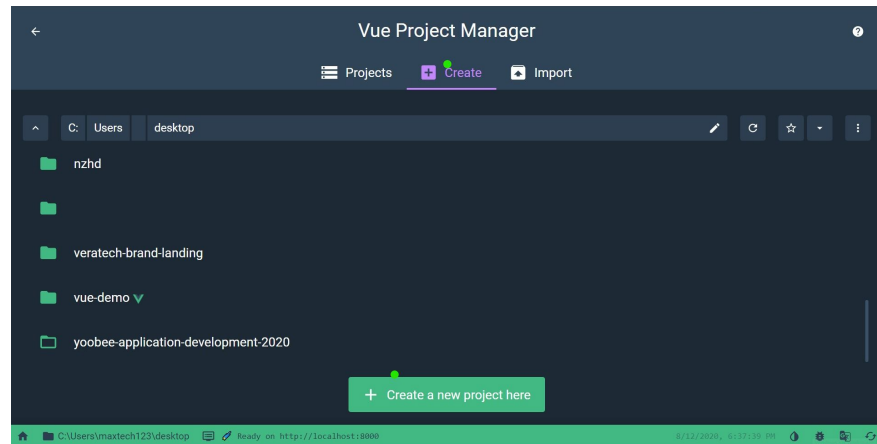 Vue Project Manager
Projects Create Import
C: Users desktop
nzhd
veratech-brand-landing
vue-demo
yoobee-application-development-2020
+ Create a new project here
C:\Users\maxtech123\desktop Ready on http://localhost:8000 8/12/2020, 6:37:39 PM